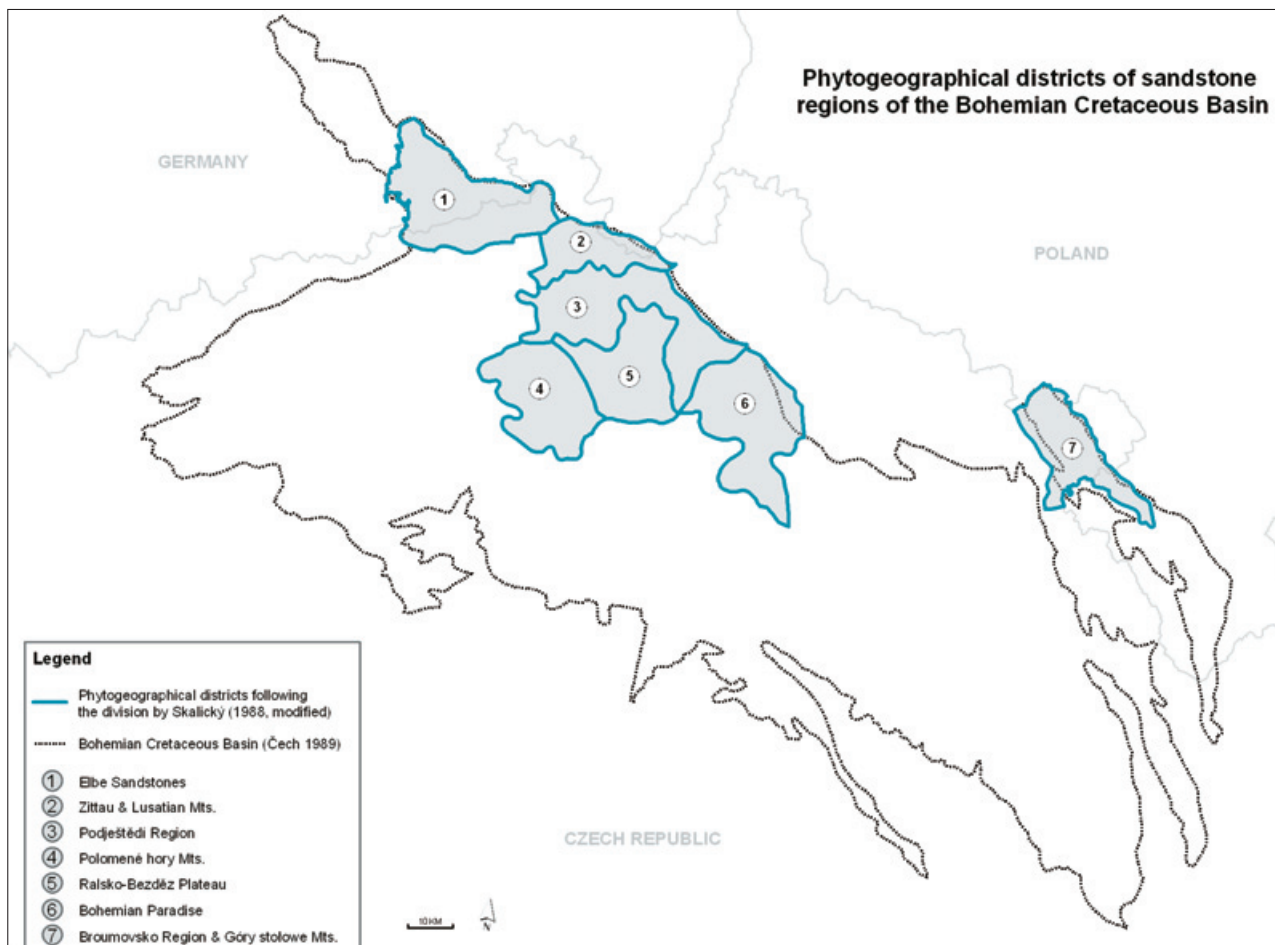 Phytogeographical districts of sandstone
regions of the Bohemian Cretaceous Basin
GERMANY
POLAND
CZECH REPUBLIC
1
2
3
4
5
6
7
Legend
Phytogeographical districts following
the division by Skalický (1988, modified)
Bohemian Cretaceous Basin (Čech 1989)
1 Elbe Sandstones
2 Zittau & Lusatian Mts.
3 Podještědí Region
4 Polomené hory Mts.
5 Ralsko-Bezděz Plateau
6 Bohemian Paradise
7 Broumovsko Region & Góry stolowe Mts.
10 KM
N